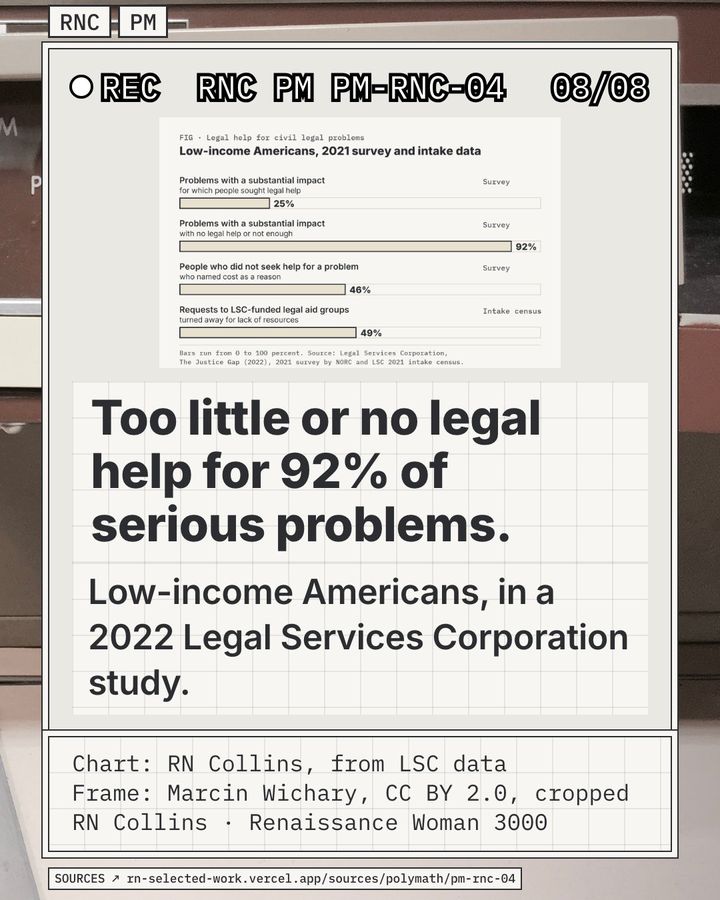 RNC PM
REC RNC PM PM-RNC-04 08/08
FIG · Legal help for civil legal problems
Low-income Americans, 2021 survey and intake data
Problems with a substantial impact Survey
for which people sought legal help
25%
Problems with a substantial impact Survey
with no legal help or not enough
92%
People who did not seek help for a problem Survey
who named cost as a reason
46%
Requests to LSC-funded legal aid groups Intake census
turned away for lack of resources
49%
Bars run from 0 to 100 percent. Source: Legal Services Corporation,
The Justice Gap (2022), 2021 survey by NORC and LSC 2021 intake census.
Too little or no legal
help for 92% of
serious problems.
Low-income Americans, in a
2022 Legal Services Corporation
study.
Chart: RN Collins, from LSC data
Frame: Marcin Wichary, CC BY 2.0, cropped
RN Collins · Renaissance Woman 3000
SOURCES ↗ rn-selected-work.vercel.app/sources/polymath/pm-rnc-04